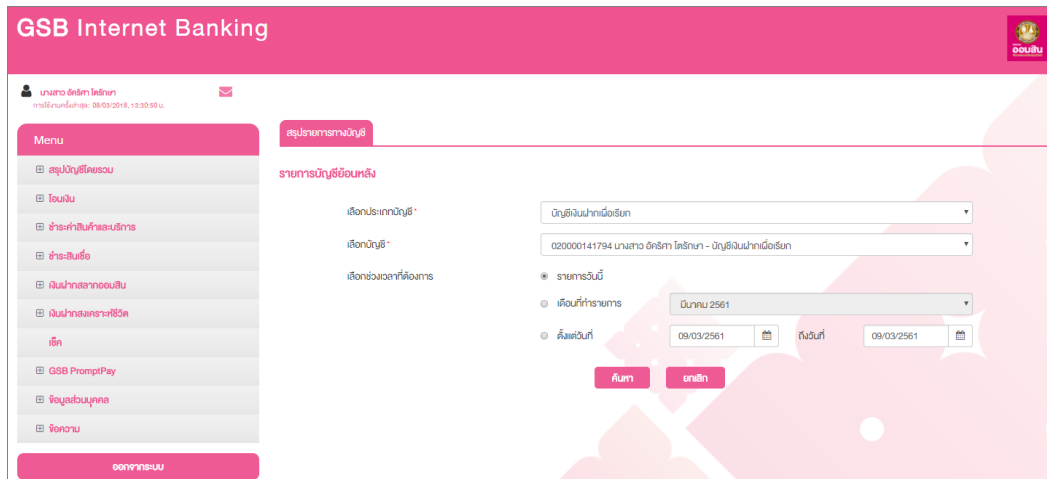 GSB Internet Banking
ออมสิน
นางสาว อัคริศา ไตรักษา
การใช้งานครั้งล่าสุด: 08/03/2018, 13:30:50 น.
Menu
สรุปบัญชีโดยรวม
โอนเงิน
ชำระค่าสินค้าและบริการ
ชำระสินเชื่อ
เงินฝากสลากออมสิน
เงินฝากสงเคราะห์ชีวิต
เช็ค
GSB PromptPay
ข้อมูลส่วนบุคคล
ข้อความ
ออกจากระบบ
สรุปรายการทางบัญชี
รายการบัญชีย้อนหลัง
เลือกประเภทบัญชี * บัญชีเงินฝากเผื่อเรียก
เลือกบัญชี * 020000141794 นางสาว อัคริศา ไตรักษา - บัญชีเงินฝากเผื่อเรียก
เลือกช่วงเวลาที่ต้องการ รายการวันนี้
เดือนที่ทำรายการ มีนาคม 2561
ตั้งแต่วันที่ 09/03/2561 ถึงวันที่ 09/03/2561
ค้นหา ยกเลิก